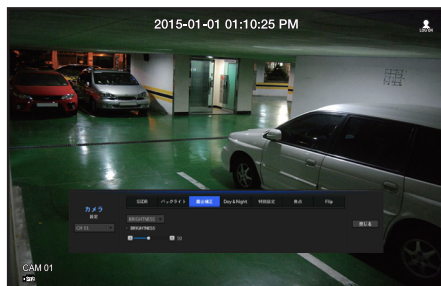 2015-01-01 01:10:25 PM
LOG ON
SSDR
バックライト
露出補正
Day & Night
特別設定
焦点
Flip
カメラ
設定
CH 01
BRIGHTNESS
BRIGHTNESS
閉じる
CAM 01